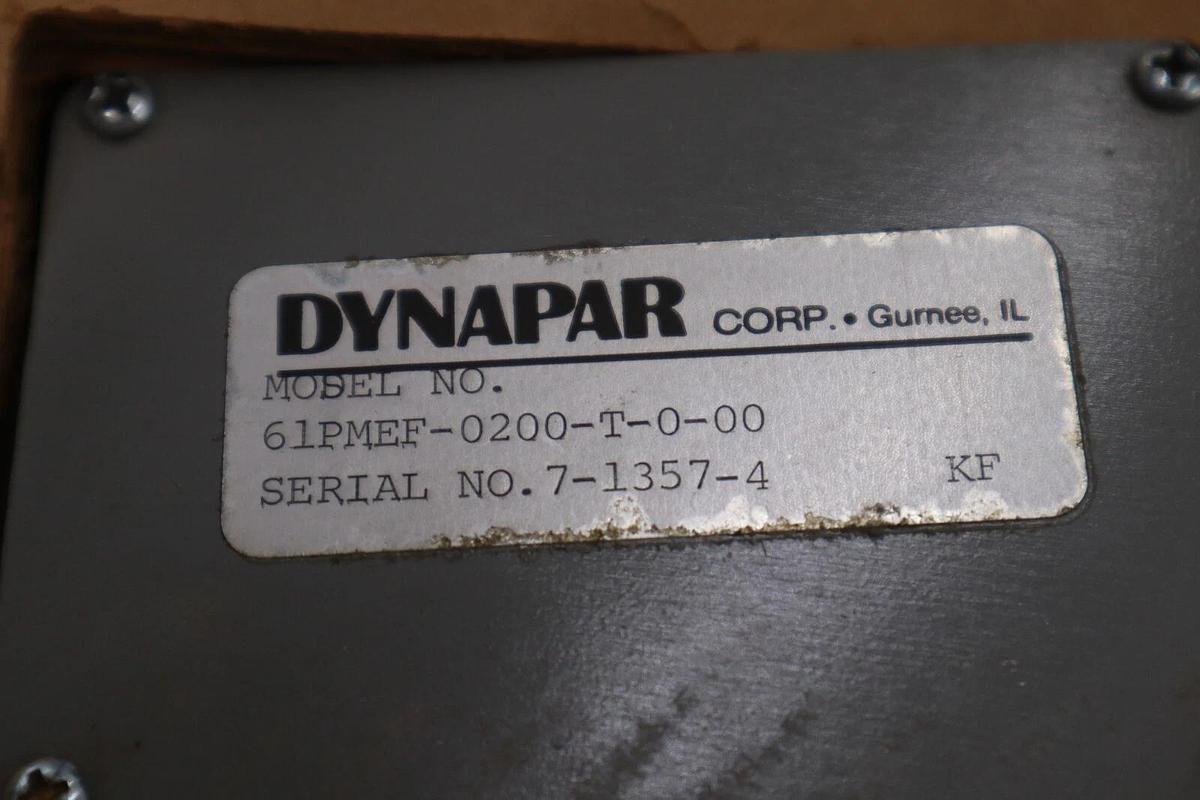 DYNAPAR CORP. • Gurnee, IL
MODEL NO.
61PMEF-0200-T-0-00
SERIAL NO.7-1357-4 KF